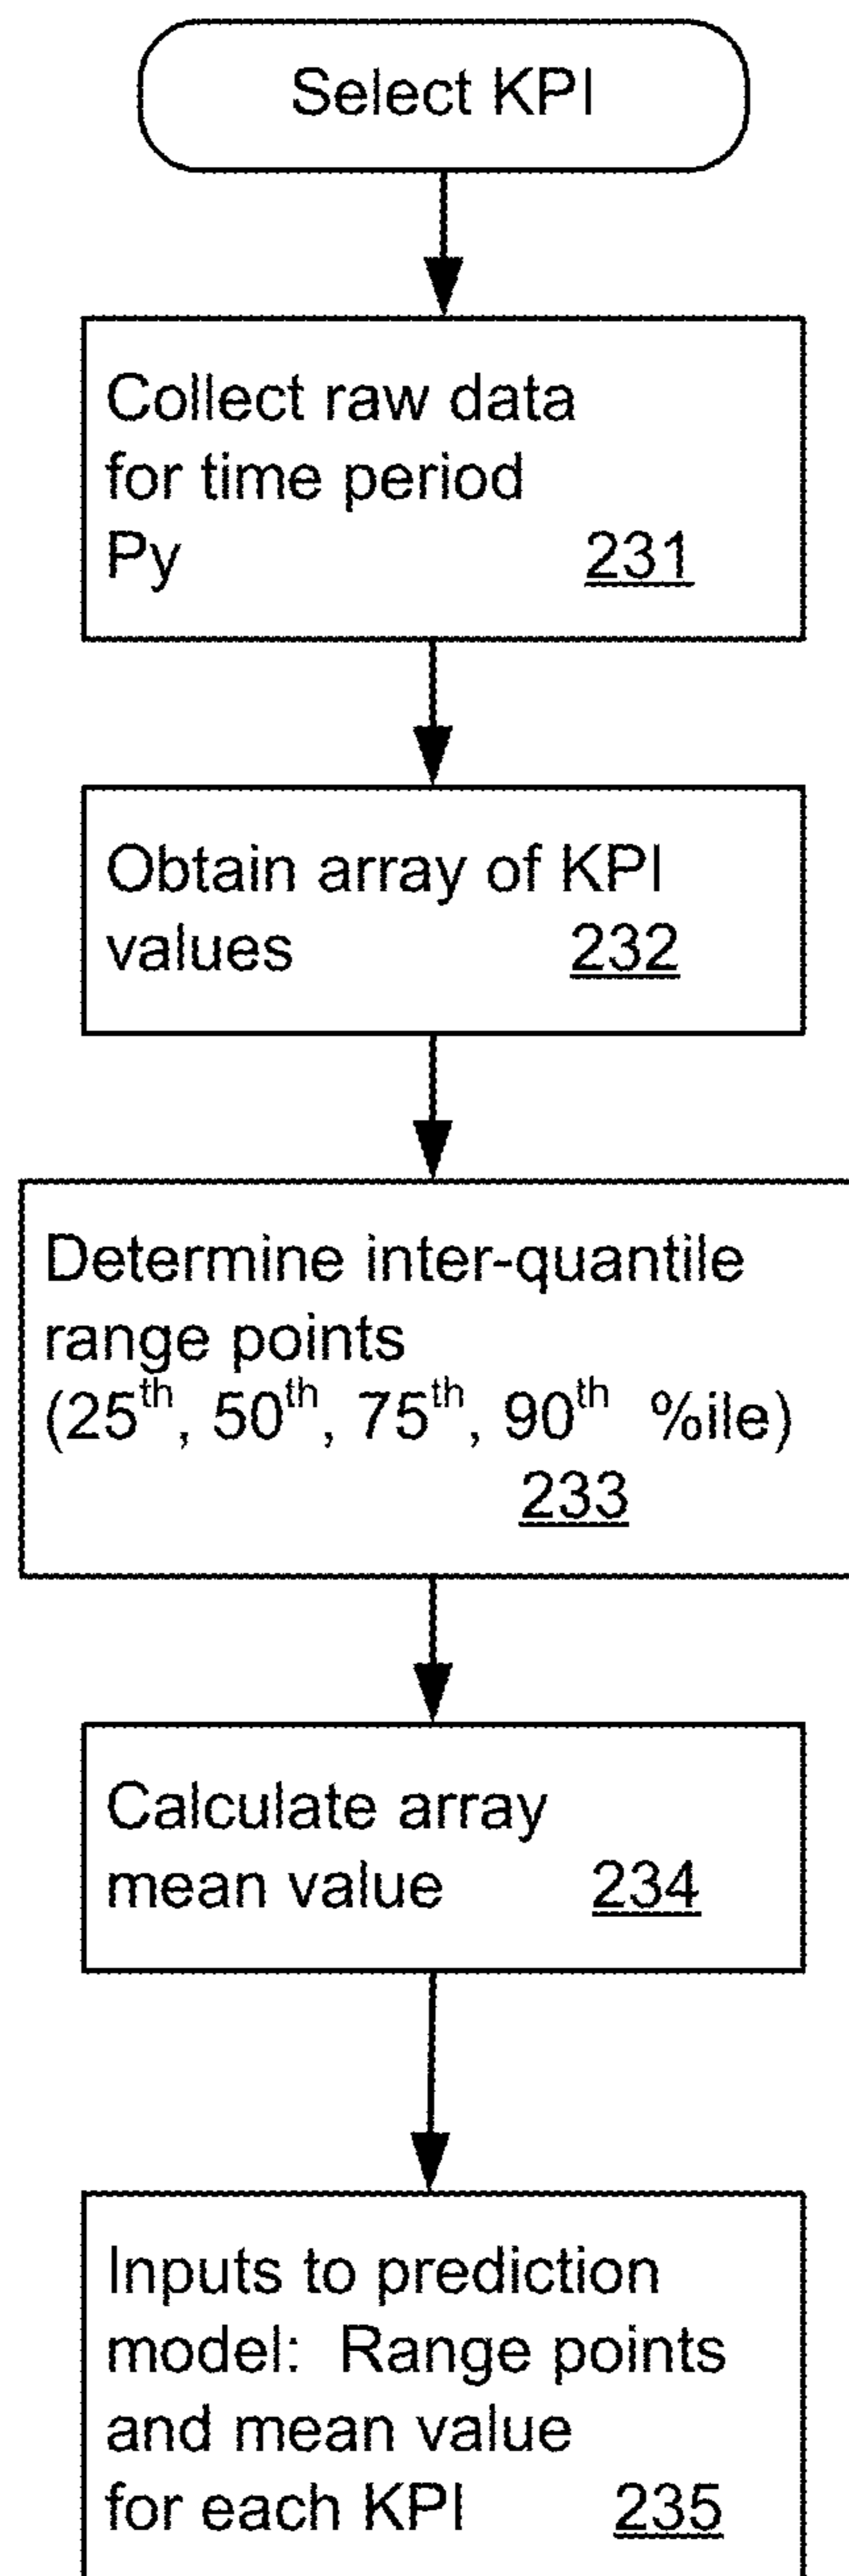 Select KPI
Collect raw data
for time period
Py 231
Obtain array of KPI
values 232
Determine inter-quantile
range points
(25th, 50th, 75th, 90th %ile)
233
Calculate array
mean value 234
Inputs to prediction
model: Range points
and mean value
for each KPI 235